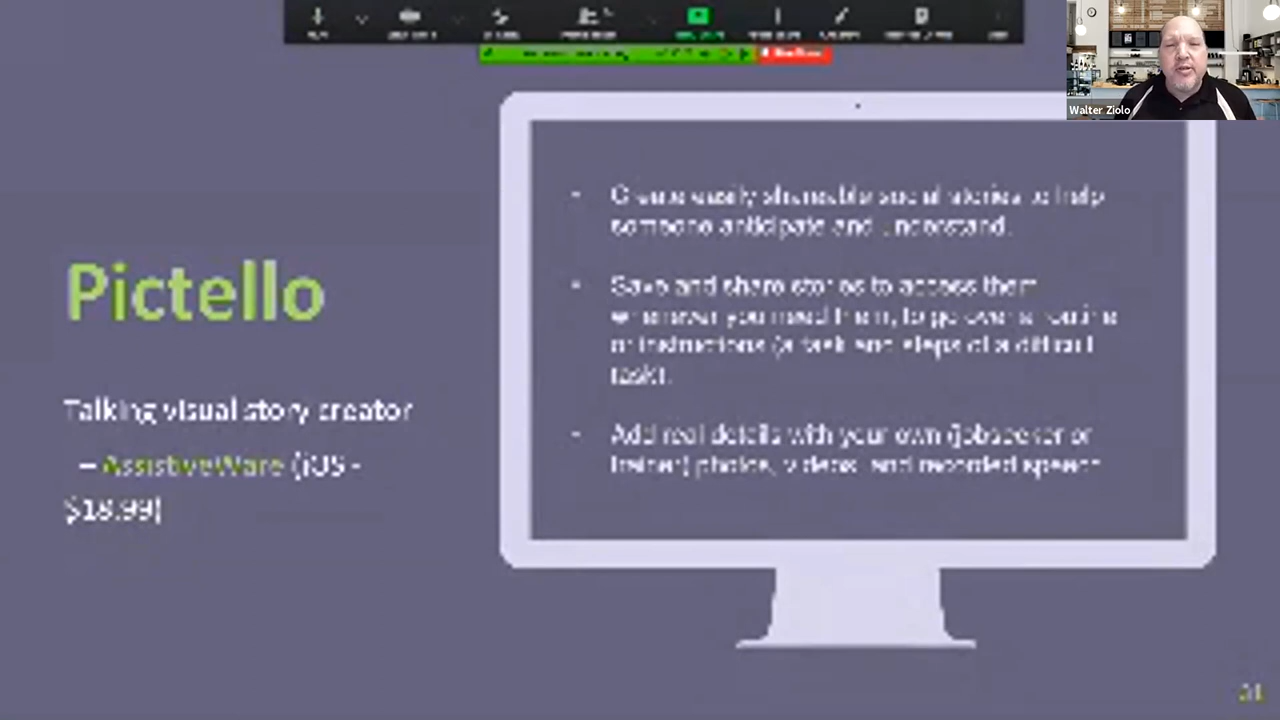 Walter Ziolo
Pictello
Talking visual story creator
– AssistiveWare (iOS -
$18.99)
- Create easily shareable social stories to help
someone anticipate and understand.
- Save and share stories to access them
wherever you need them, to go over a routine
or instructions (a task and steps of a difficult
task).
- Add real details with your own (jobseeker or
trainer) photos, videos, and recorded speech